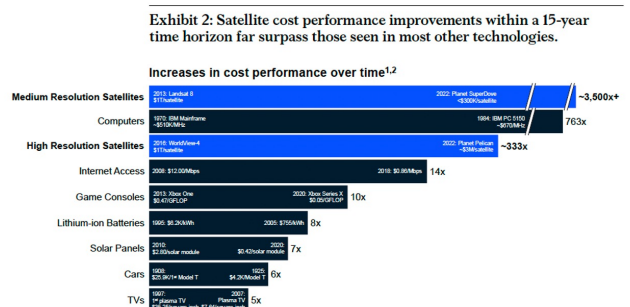 Exhibit 2: Satellite cost performance improvements within a 15-year
time horizon far surpass those seen in most other technologies.
Increases in cost performance over time1,2
Medium Resolution Satellites
2013: Landsat 8
$1T/satellite
2022: Planet SuperDove
<$300K/satellite
~3,500x+
Computers
1970: IBM Mainframe
~$510K/MHz
1984: IBM PC 5150
~$670/MHz
763x
High Resolution Satellites
2016: WorldView-4
$1T/satellite
2022: Planet Pelican
~$3M/satellite
~333x
Internet Access
2008: $12.00/Mbps
2018: $0.86/Mbps
14x
Game Consoles
2013: Xbox One
$0.47/GFLOP
2020: Xbox Series X
$0.05/GFLOP
10x
Lithium-ion Batteries
1995: $6.2K/kWh
2005: $755/kWh
8x
Solar Panels
2010:
$2.80/solar module
2020:
$0.42/solar module
7x
Cars
1908:
$25.9K/1st Model T
1925:
$4.2K/Model T
6x
TVs
1997:
1st plasma TV
2007:
Plasma TV
5x